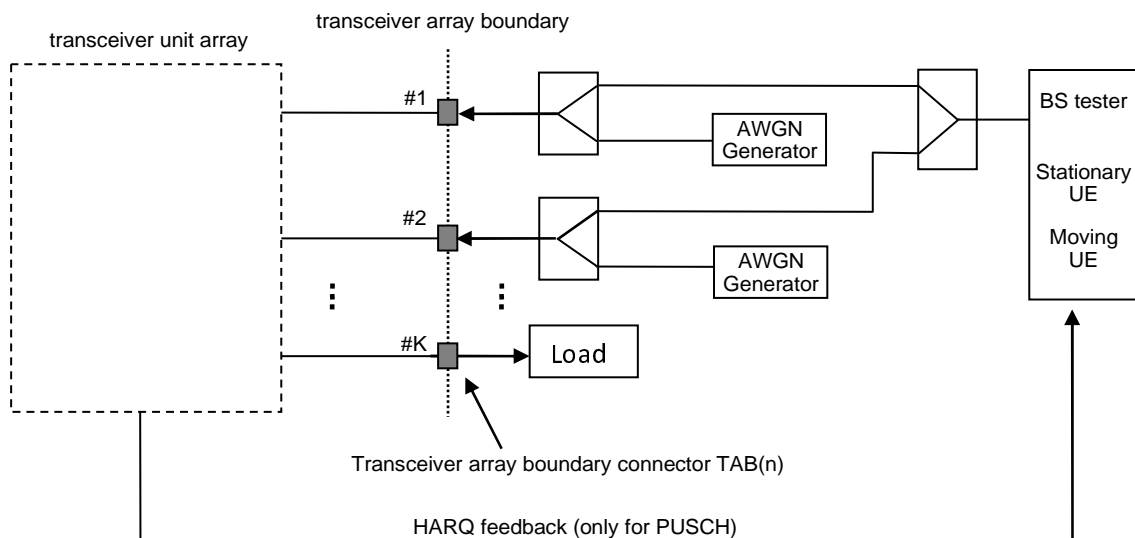 transceiver array boundary
transceiver unit array
#1
BS tester
AWGN
Generator
Stationary
UE
#2
Moving
UE
AWGN
Generator
#K
Load
Transceiver array boundary connector TAB(n)
HARQ feedback (only for PUSCH)